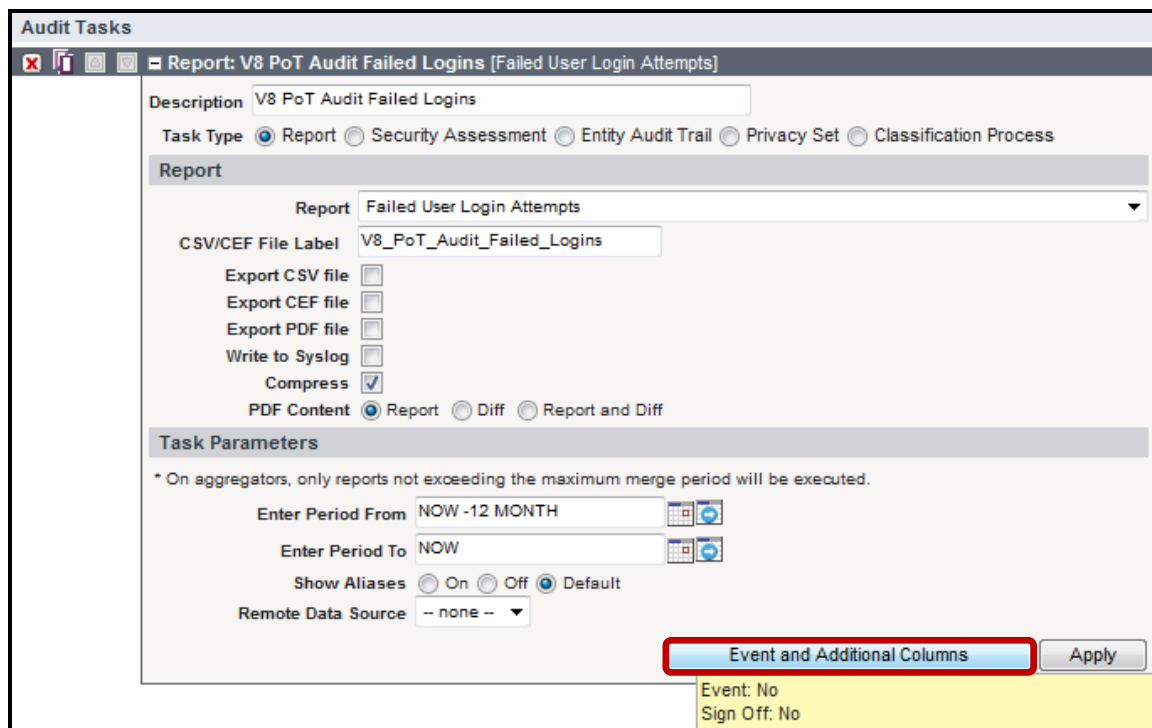 Audit Tasks
Report: V8 PoT Audit Failed Logins [Failed User Login Attempts]
Description V8 PoT Audit Failed Logins
Task Type Report Security Assessment Entity Audit Trail Privacy Set Classification Process
Report
Report Failed User Login Attempts
CSV/CEF File Label V8_PoT_Audit_Failed_Logins
Export CSV file
Export CEF file
Export PDF file
Write to Syslog
Compress
PDF Content Report Diff Report and Diff
Task Parameters
* On aggregators, only reports not exceeding the maximum merge period will be executed.
Enter Period From NOW -12 MONTH
Enter Period To NOW
Show Aliases On Off Default
Remote Data Source -- none --
Event and Additional Columns Apply
Event: No
Sign Off: No